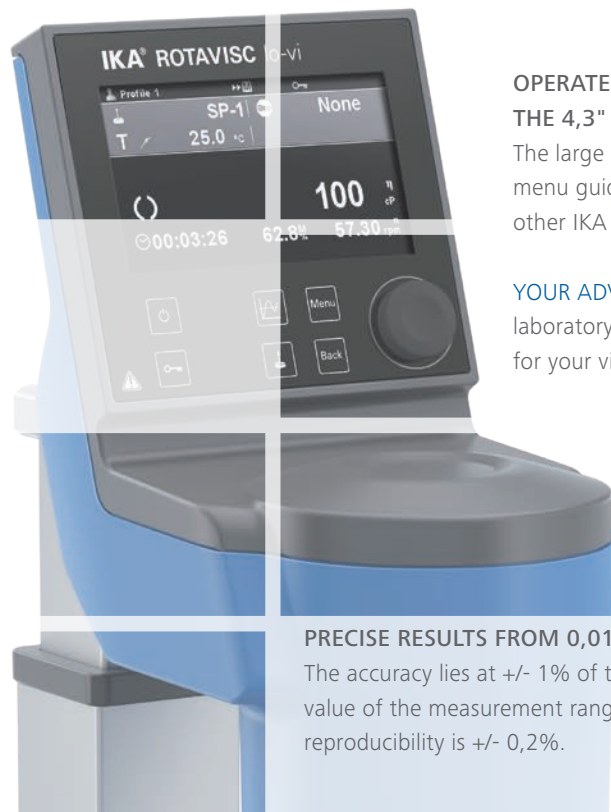 IKA® ROTAVISC lo-vi
Profile 1
SP-1 None
T 25.0 °C
100 η cP
00:03:26 62.8 M % 57.30 n rpm
Menu
Back
OPERATE
THE 4,3"
The large
menu guid
other IKA
YOUR ADV
laboratory
for your vi
PRECISE RESULTS FROM 0,01
The accuracy lies at +/- 1% of t
value of the measurement rang
reproducibility is +/- 0,2%.